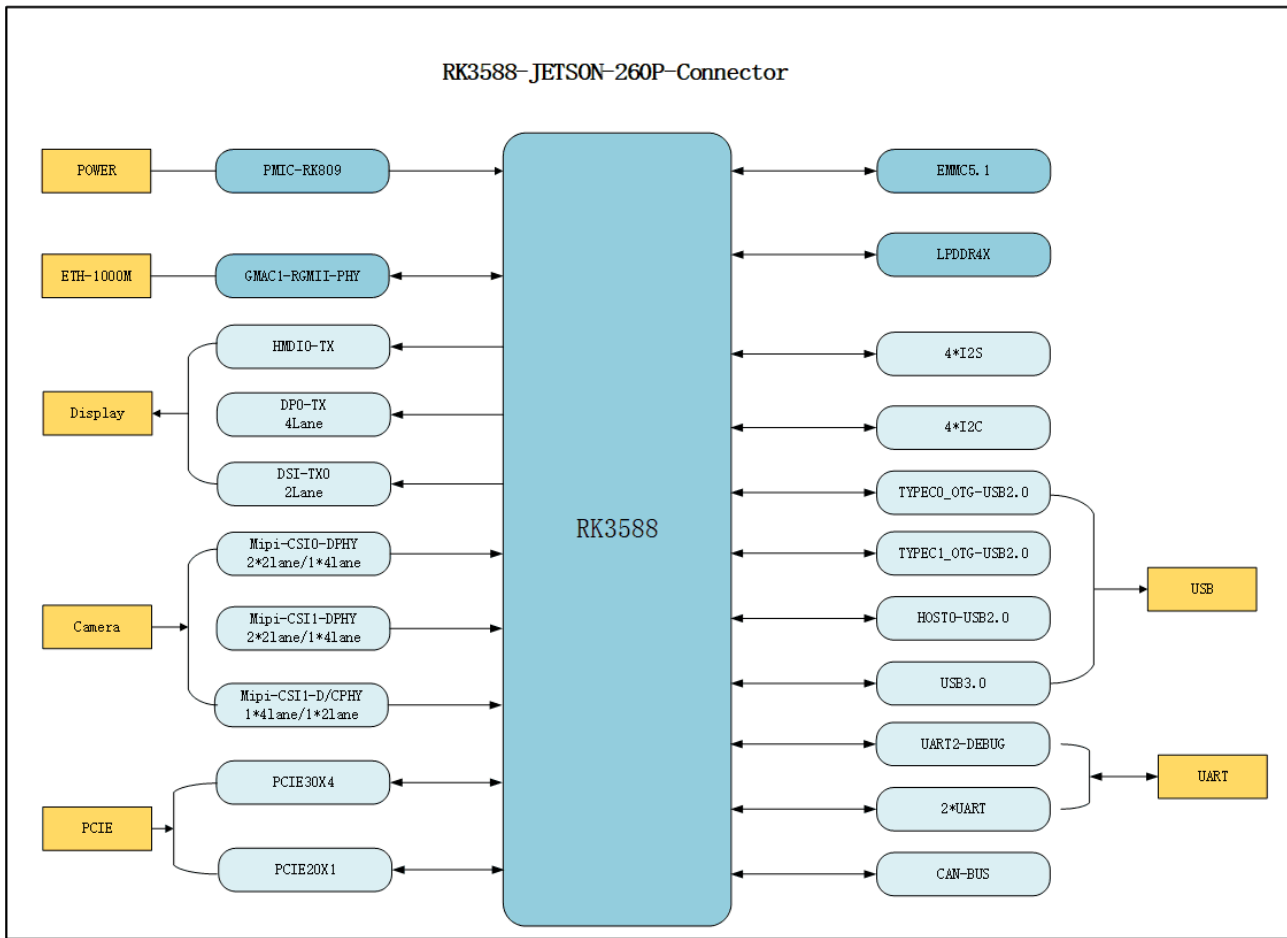 RK3588-JETSON-260P-Connector
POWER
PMIC-RK809
ETH-1000M
GMAC1-RGMII-PHY
Display
HMDI0-TX
DP0-TX
4Lane
DSI-TX0
2Lane
Camera
Mipi-CSI0-DPHY
2*2lane/1*4lane
Mipi-CSI1-DPHY
2*2lane/1*4lane
Mipi-CSI1-D/CPHY
1*4lane/1*2lane
PCIE
PCIE30X4
PCIE20X1
RK3588
EMMC5.1
LPDDR4X
4*I2S
4*I2C
TYPEC0_OTG-USB2.0
TYPEC1_OTG-USB2.0
HOST0-USB2.0
USB3.0
USB
UART2-DEBUG
2*UART
UART
CAN-BUS